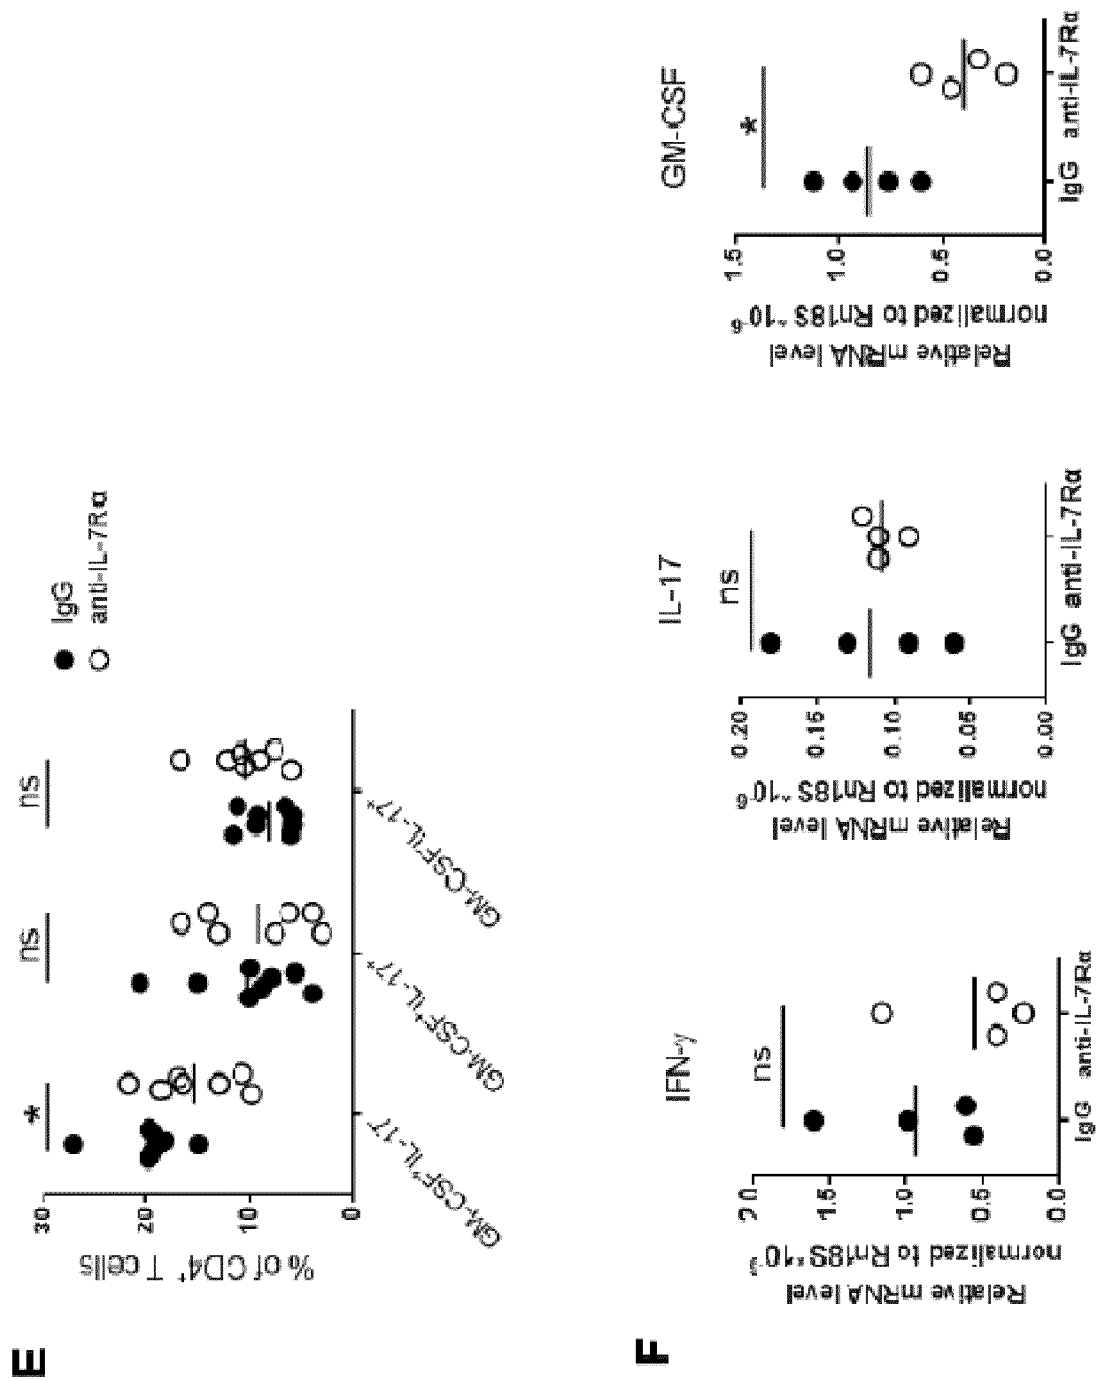 E
IgG
anti-IL-7Rα
% of CD4+ T cells
30
20
10
0
*
ns
ns
GM-CSF+IL-17-
GM-CSF+IL-17+
GM-CSF-IL-17+
F
IFN-γ
Relative mRNA level
normalized to Rn18S *10
2.0
1.5
1.0
0.5
0.0
ns
IgG anti-IL-7Rα
IL-17
Relative mRNA level
normalized to Rn18S *10-6
0.20
0.15
0.10
0.05
0.00
ns
IgG anti-IL-7Rα
GM-CSF
Relative mRNA level
normalized to Rn18S *10-6
1.5
1.0
0.5
0.0
*
IgG anti-IL-7Rα